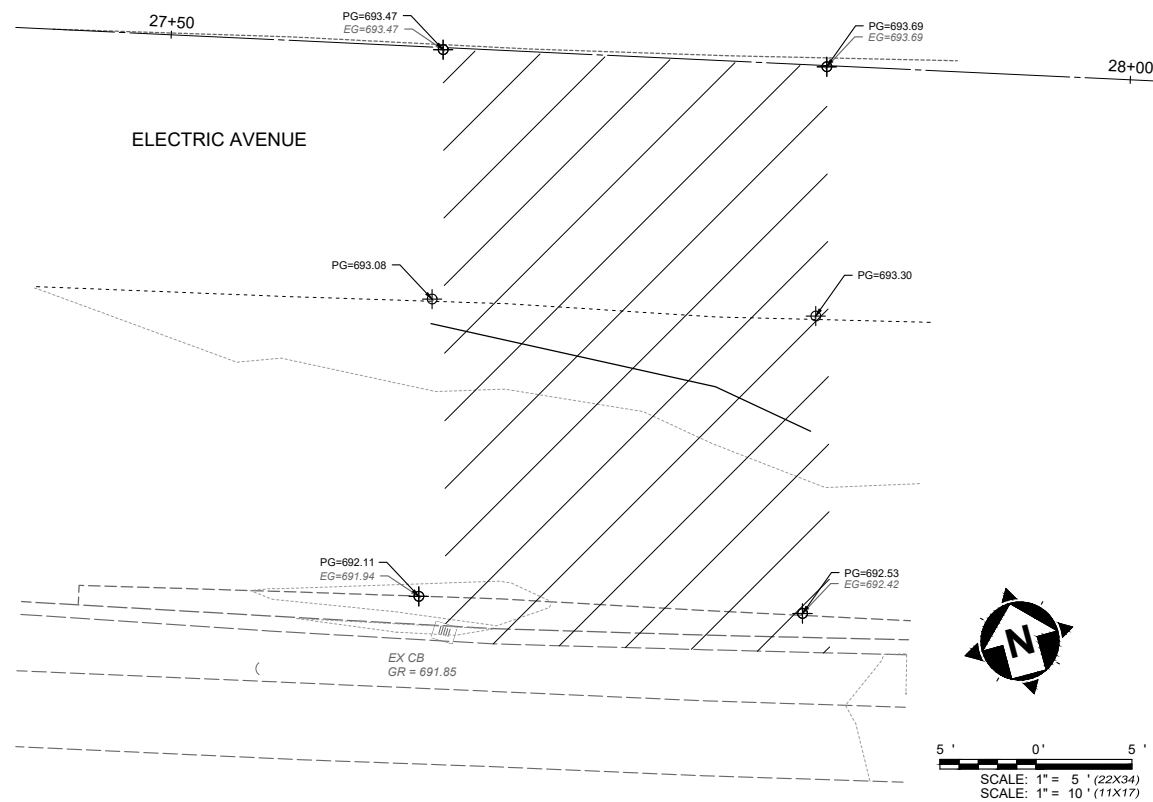 27+50
PG=693.47
EG=693.47
PG=693.69
EG=693.69
28+00
ELECTRIC AVENUE
PG=693.08
PG=693.30
PG=692.11
EG=691.94
PG=692.53
EG=692.42
EX CB
GR = 691.85
N
5 ' 0' 5'
SCALE: 1" = 5 ' (22X34)
SCALE: 1" = 10 ' (11X17)